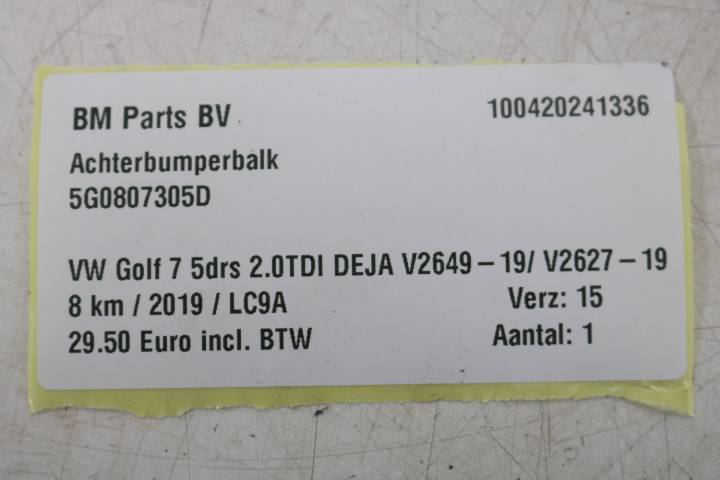 BM Parts BV 100420241336
Achterbumperbalk
5G0807305D
VW Golf 7 5drs 2.0TDI DEJA V2649-19/ V2627-19
8 km / 2019 / LC9A Verz: 15
29.50 Euro incl. BTW Aantal: 1